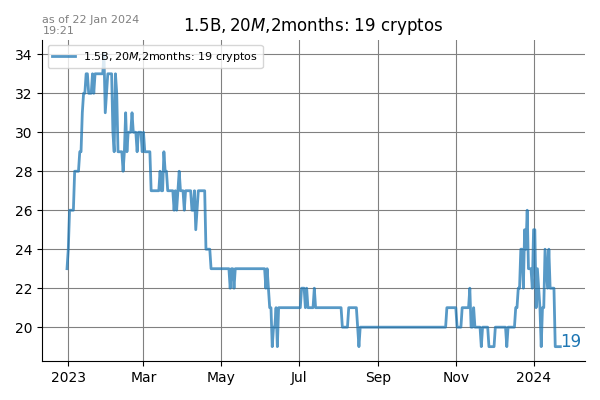 as of 22 Jan 2024
19:21
1.5B, 20M,2months: 19 cryptos
1.5B, 20M,2months: 19 cryptos
34
32
30
28
26
24
22
20
19
2023 Mar May Jul Sep Nov 2024